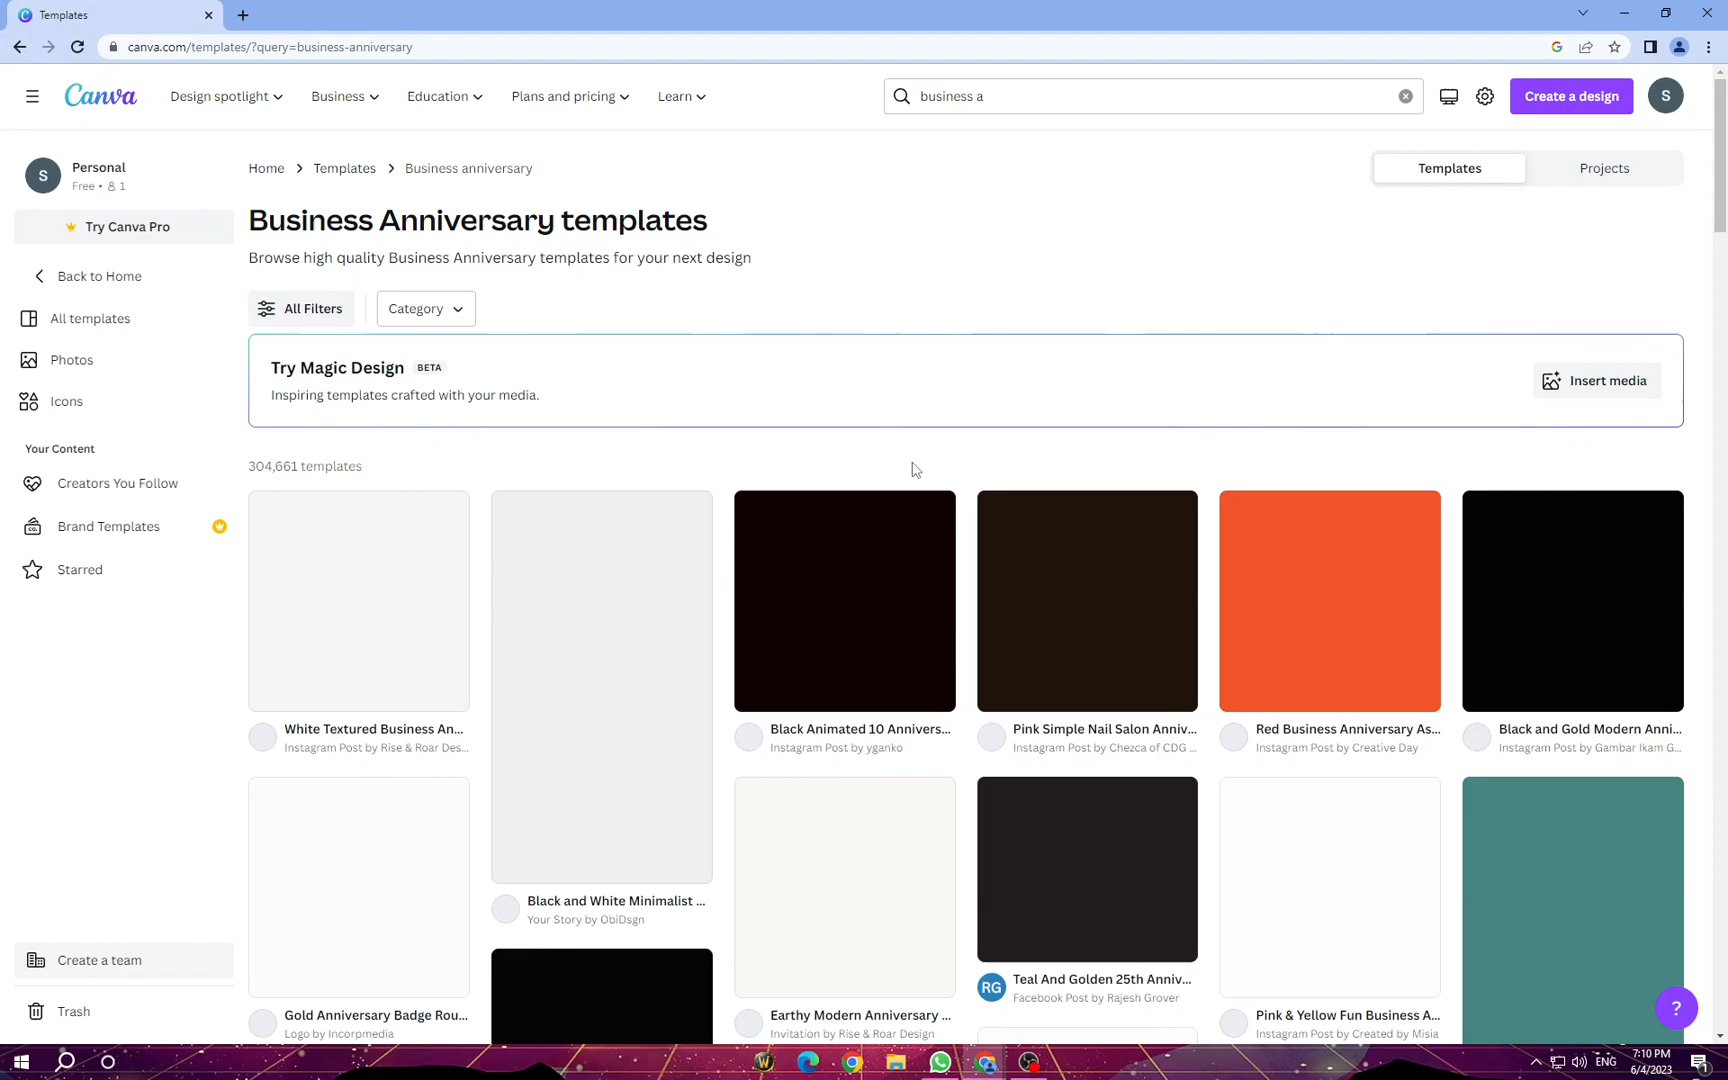 Templates
canva.com/templates/?query=business-anniversary
Canva
Design spotlight
Business
Education
Plans and pricing
Learn
business a
Create a design
S
S
Personal
Free • 1
Try Canva Pro
Back to Home
All templates
Photos
Icons
Your Content
Creators You Follow
Brand Templates
Starred
Create a team
Trash
Home
Templates
Business anniversary
Templates
Projects
Business Anniversary templates
Browse high quality Business Anniversary templates for your next design
All Filters
Category
Try Magic Design BETA
Inspiring templates crafted with your media.
Insert media
304,661 templates
White Textured Business An...
Instagram Post by Rise & Roar Des...
Black Animated 10 Annivers...
Instagram Post by yganko
Pink Simple Nail Salon Anniv...
Instagram Post by Chezca of CDG ...
Red Business Anniversary As...
Instagram Post by Creative Day
Black and Gold Modern Anni...
Instagram Post by Gambar Ikam G...
Black and White Minimalist ...
Your Story by ObiDsgn
RG
Teal And Golden 25th Anniv...
Facebook Post by Rajesh Grover
Gold Anniversary Badge Rou...
Logo by Incorpmedia
Earthy Modern Anniversary ...
Invitation by Rise & Roar Design
Pink & Yellow Fun Business A...
Instagram Post by Created by Misia
?
ENG
7:10 PM
6/4/2023
1